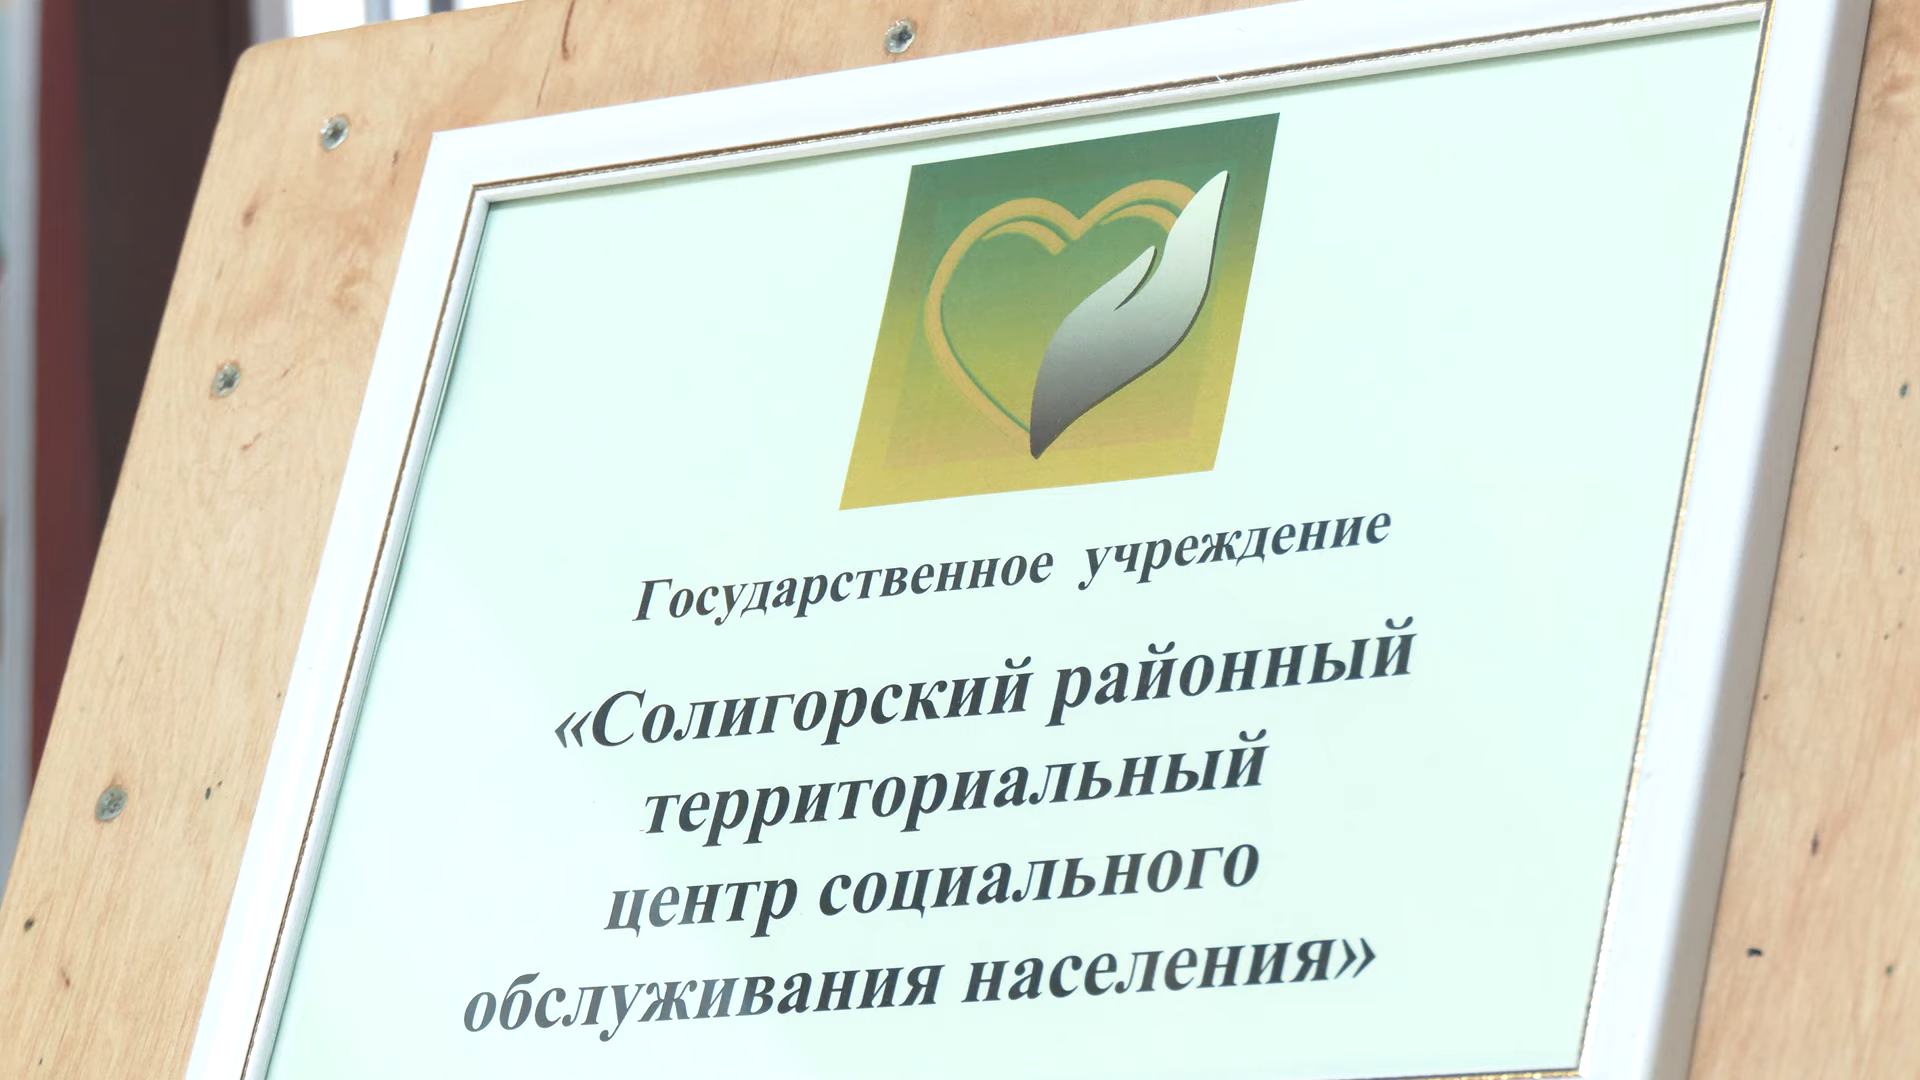 Государственное учреждение
«Солигорский районный
территориальный
центр социального
обслуживания населения»